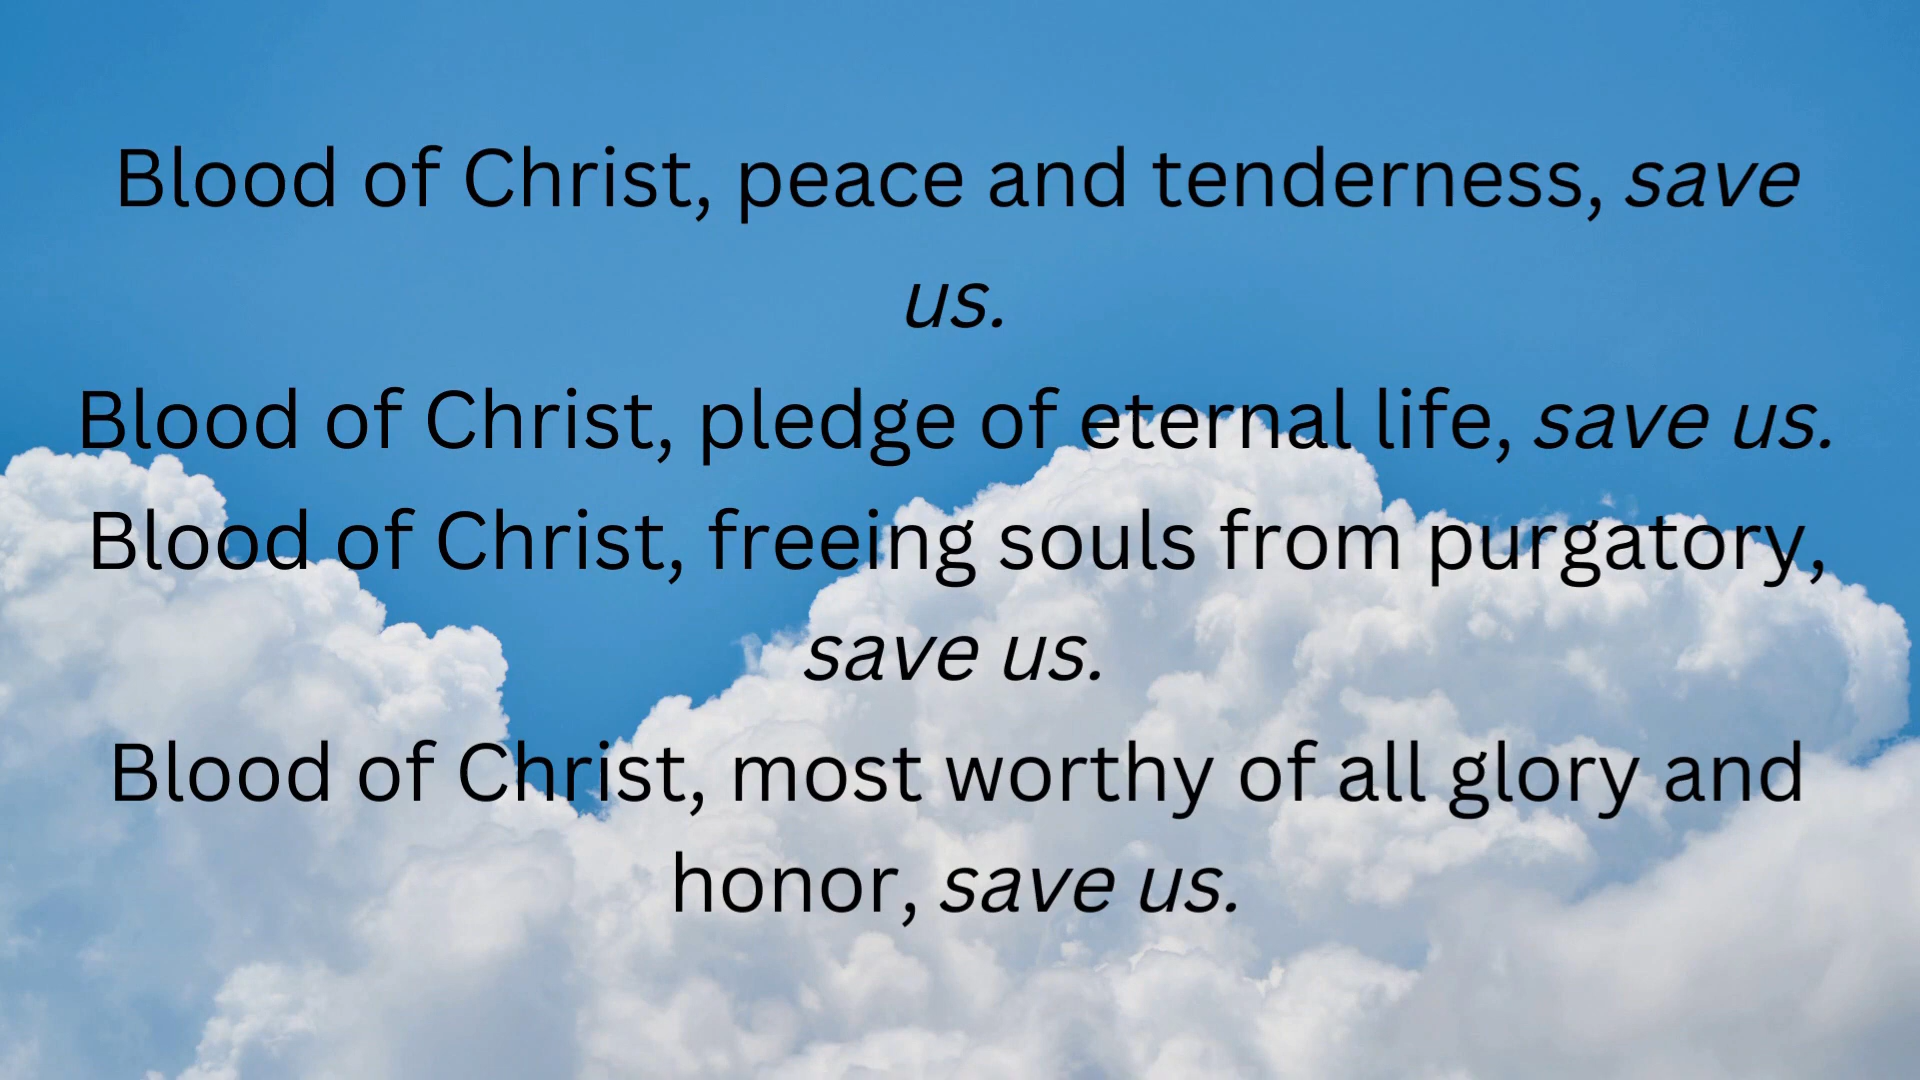 Blood of Christ, peace and tenderness, save
us.
Blood of Christ, pledge of eternal life, save us.
Blood of Christ, freeing souls from purgatory,
save us.
Blood of Christ, most worthy of all glory and
honor, save us.